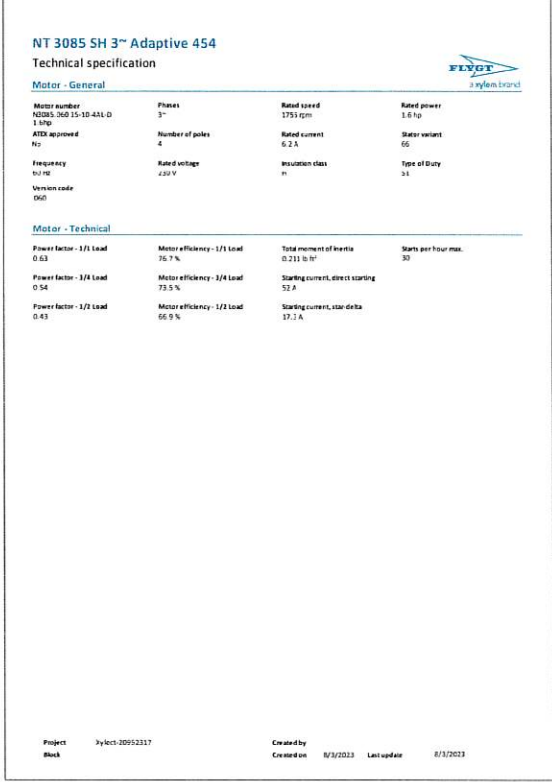 NT 3085 SH 3~ Adaptive 454
Technical specification
FLYGT
a xylem brand
Motor - General
Motor number Phases Rated speed Rated power
N3085.060 15-10-4AL-D 3~ 1755 rpm 1.6 hp
1.6hp
ATEX approved Number of poles Rated current Stator variant
No 4 6.2 A 66
Frequency Rated voltage Insulation class Type of Duty
60 Hz 230 V H S1
Version code
060
Motor - Technical
Power factor - 1/1 Load Motor efficiency - 1/1 Load Total moment of inertia Starts per hour max.
0.63 76.7 % 0.211 lb ft² 30
Power factor - 3/4 Load Motor efficiency - 3/4 Load Starting current, direct starting
0.54 73.5 % 52 A
Power factor - 1/2 Load Motor efficiency - 1/2 Load Starting current, star-delta
0.43 66.9 % 17.3 A
Project Xylect-20952317 Created by
Block Created on 8/3/2023 Last update 8/3/2023